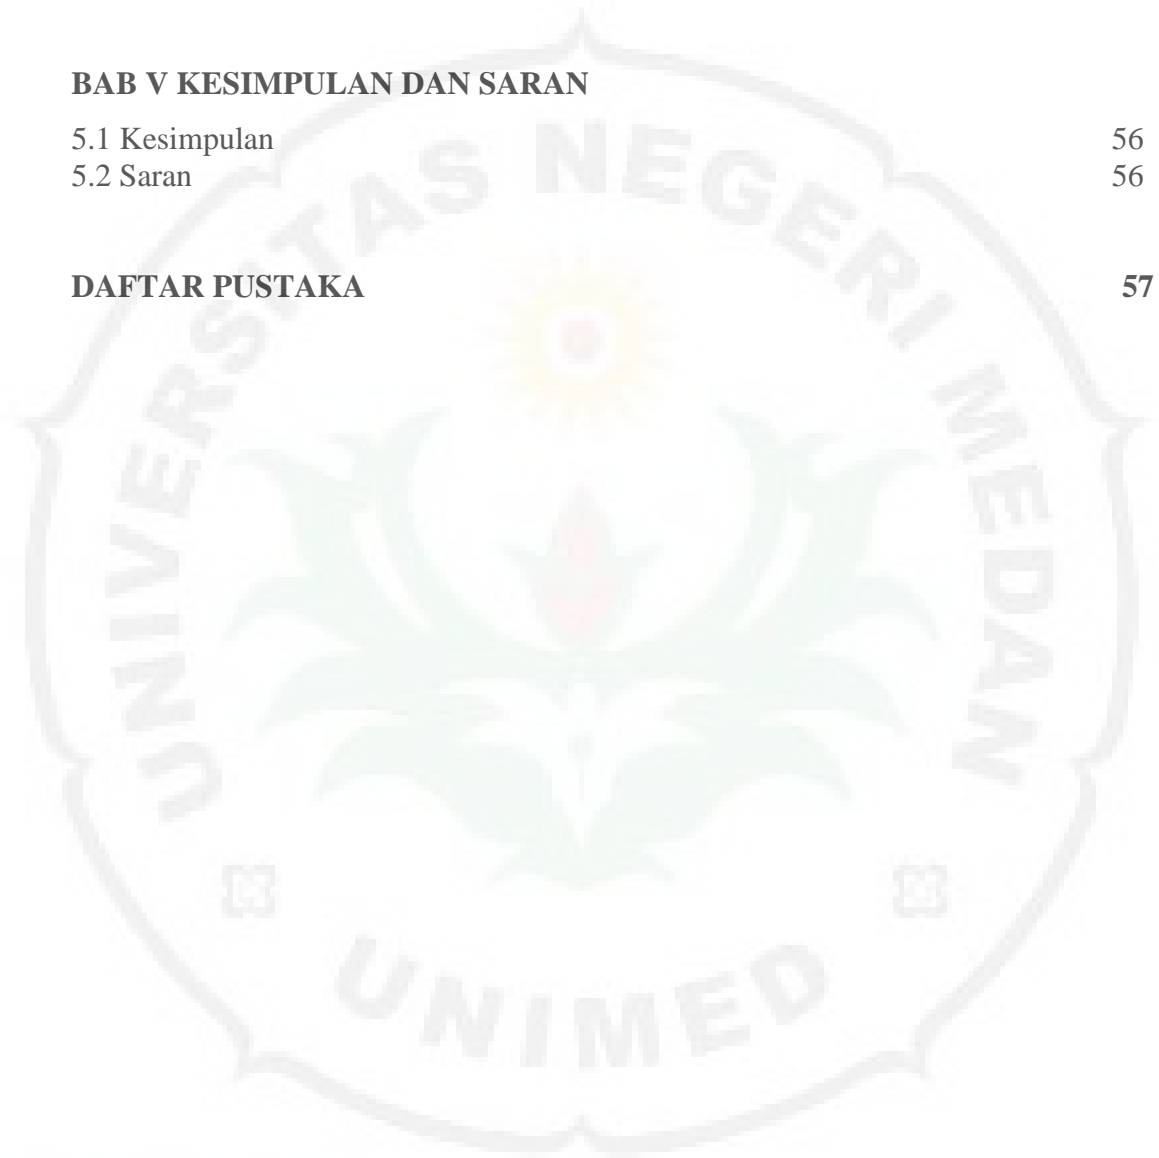 BAB V KESIMPULAN DAN SARAN
5.1 Kesimpulan 56
5.2 Saran 56
DAFTAR PUSTAKA 57
UNIVERSITAS NEGERI MEDAN
UNIMED